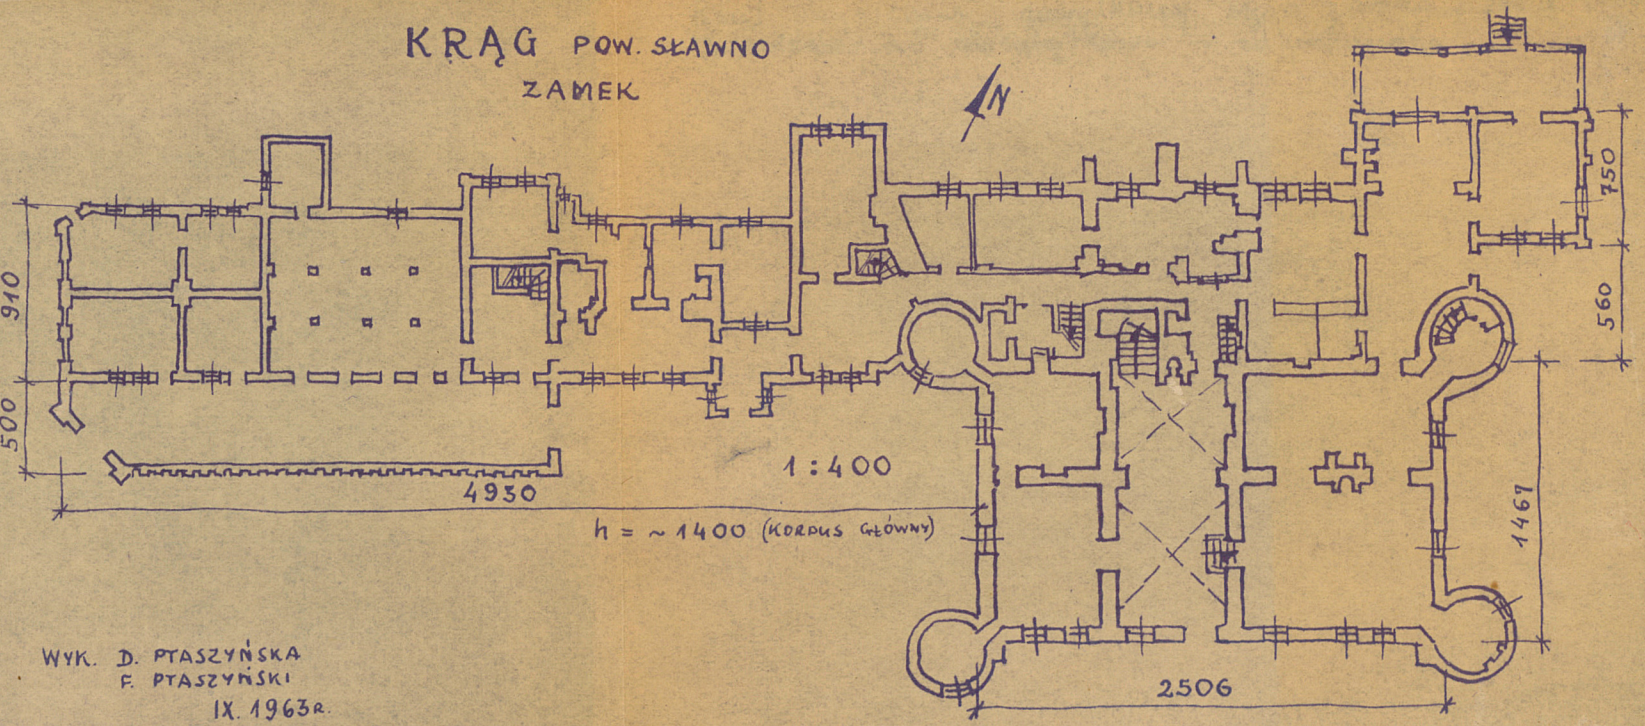 KRĄG POW. SŁAWNO
ZAMEK
N
750
560
910
500
1:400
4930
h = ~1400 (KORPUS GŁÓWNY)
1467
2506
WYK. D. PTASZYŃSKA
F. PTASZYŃSKI
IX. 1963R.